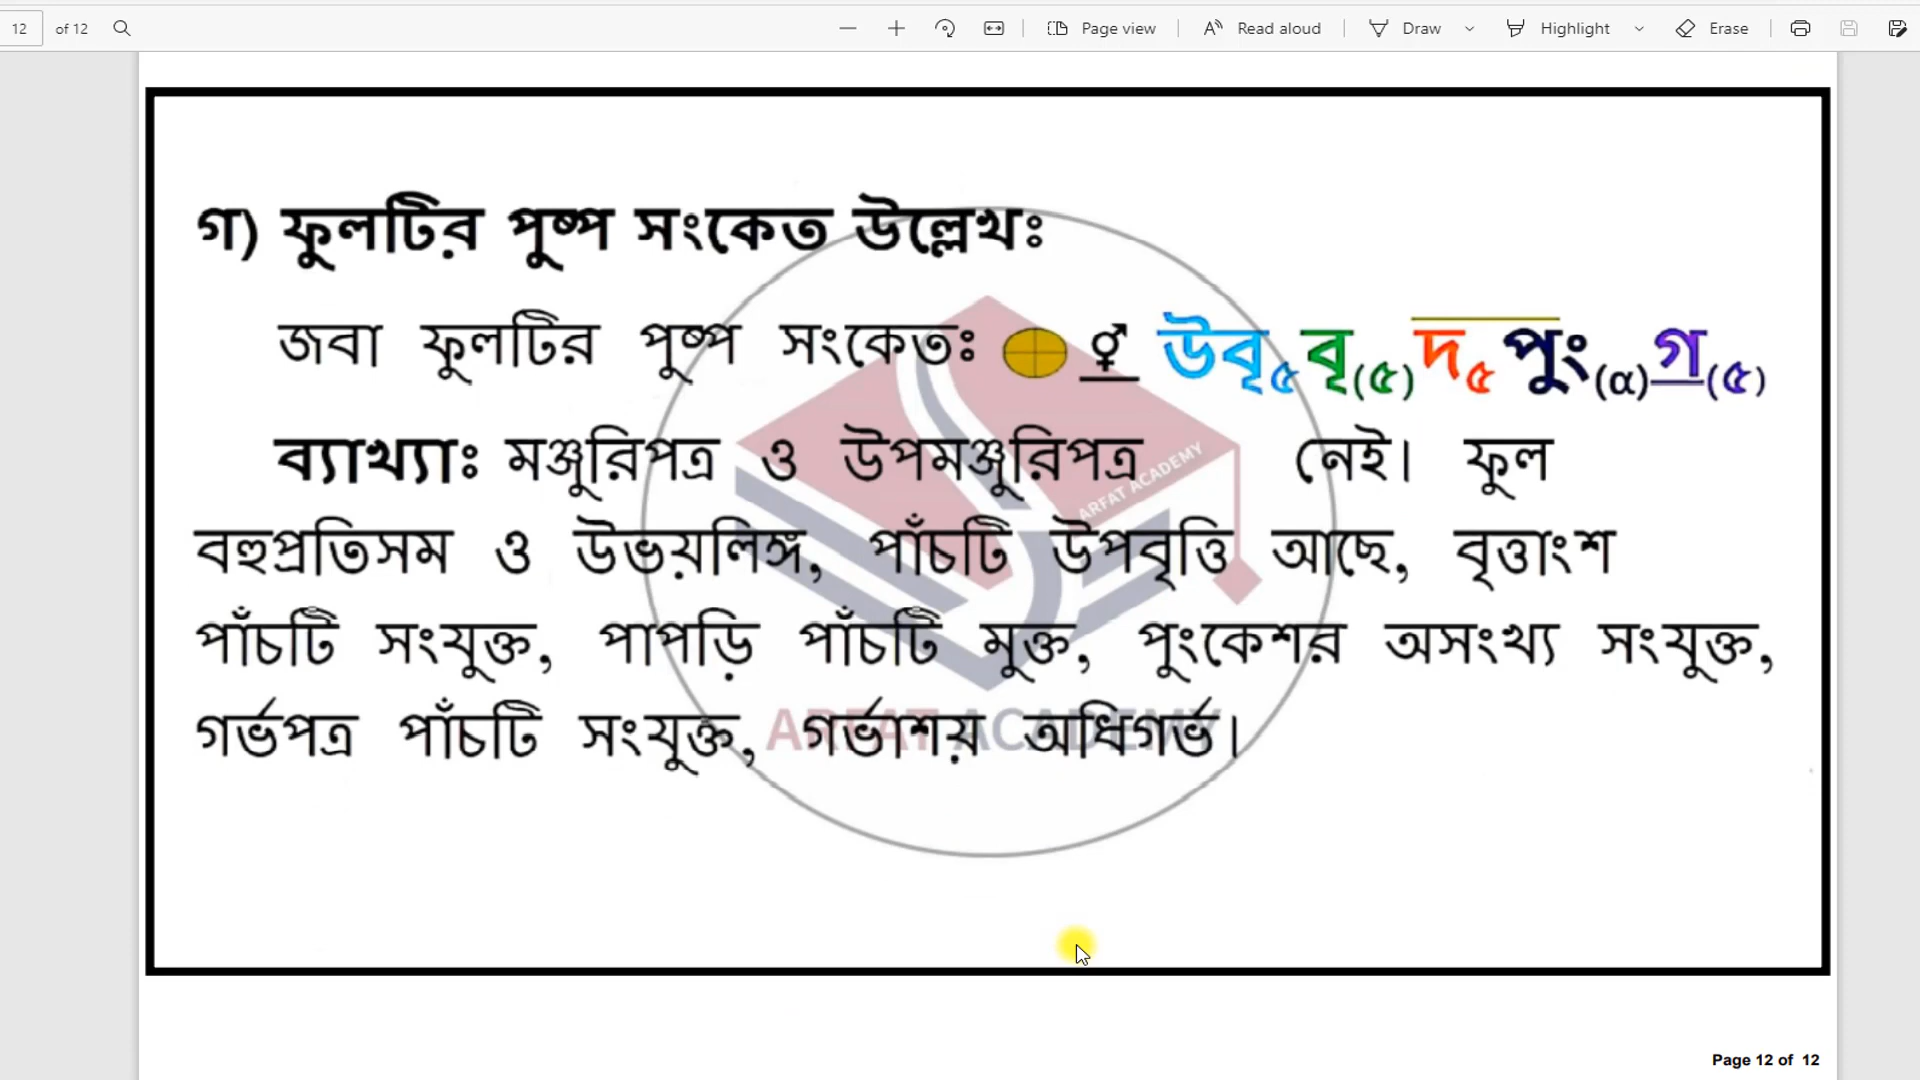 12 of 12 Page view Read aloud Draw Highlight Erase
গ) ফুলটির পুষ্প সংকেত উল্লেখঃ
জবা ফুলটির পুষ্প সংকেতঃ ⊕ ⚥ উবৃ৫ বৃ(৫) দ৫ পুং(α) গ(৫)
ব্যাখ্যাঃ মঞ্জুরিপত্র ও উপমঞ্জুরিপত্র নেই। ফুল
বহুপ্রতিসম ও উভয়লিঙ্গ, পাঁচটি উপবৃত্তি আছে, বৃত্তাংশ
পাঁচটি সংযুক্ত, পাপড়ি পাঁচটি মুক্ত, পুংকেশর অসংখ্য সংযুক্ত,
গর্ভপত্র পাঁচটি সংযুক্ত, গর্ভাশয় অধিগর্ভ।
ARFAT ACADEMY
ARFAT ACADEMY
Page 12 of 12